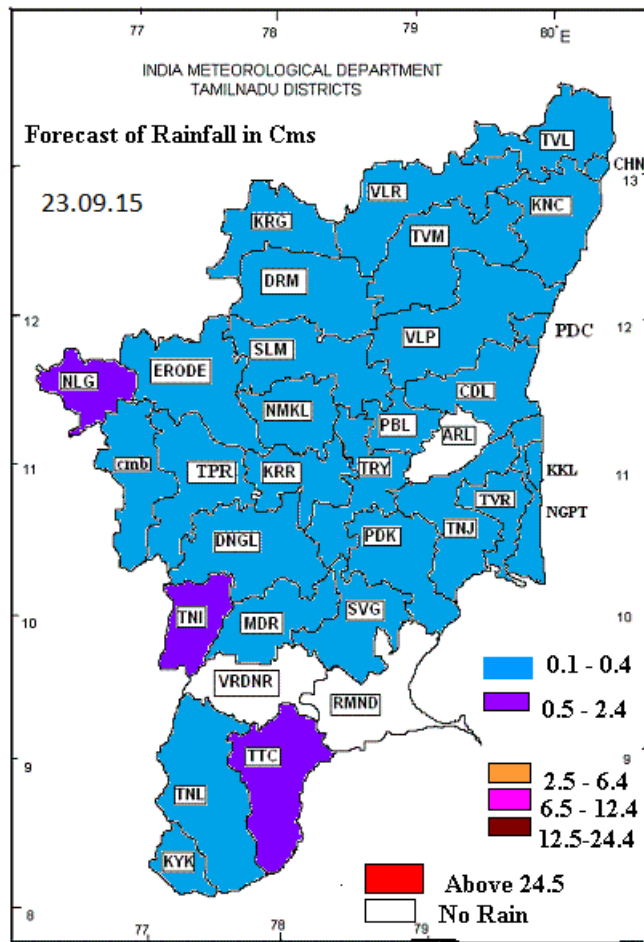 77 78 79 80° E
INDIA METEOROLOGICAL DEPARTMENT
TAMILNADU DISTRICTS
Forecast of Rainfall in Cms
23.09.15
TVL
CHN
13
VLR
KNC
KRG
TVM
DRM
12
PDC
12
VLP
SLM
ERODE
NLG
CDL
NMKL
PBL
ARL
11
cmb
TPR
KRR
TRY
KKL
11
TVR
NGPT
TNJ
DNGL
PDK
10
TNI
MDR
SVG
10
0.1 - 0.4
VRDNR
RMND
0.5 - 2.4
9
TTC
9
2.5 - 6.4
TNL
6.5 - 12.4
12.5-24.4
KYK
Above 24.5
8
No Rain
77 78 79